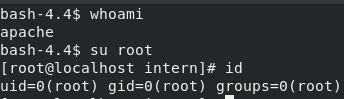 bash-4.4$ whoami
apache
bash-4.4$ su root
[root@localhost intern]# id
uid=0(root) gid=0(root) groups=0(root)